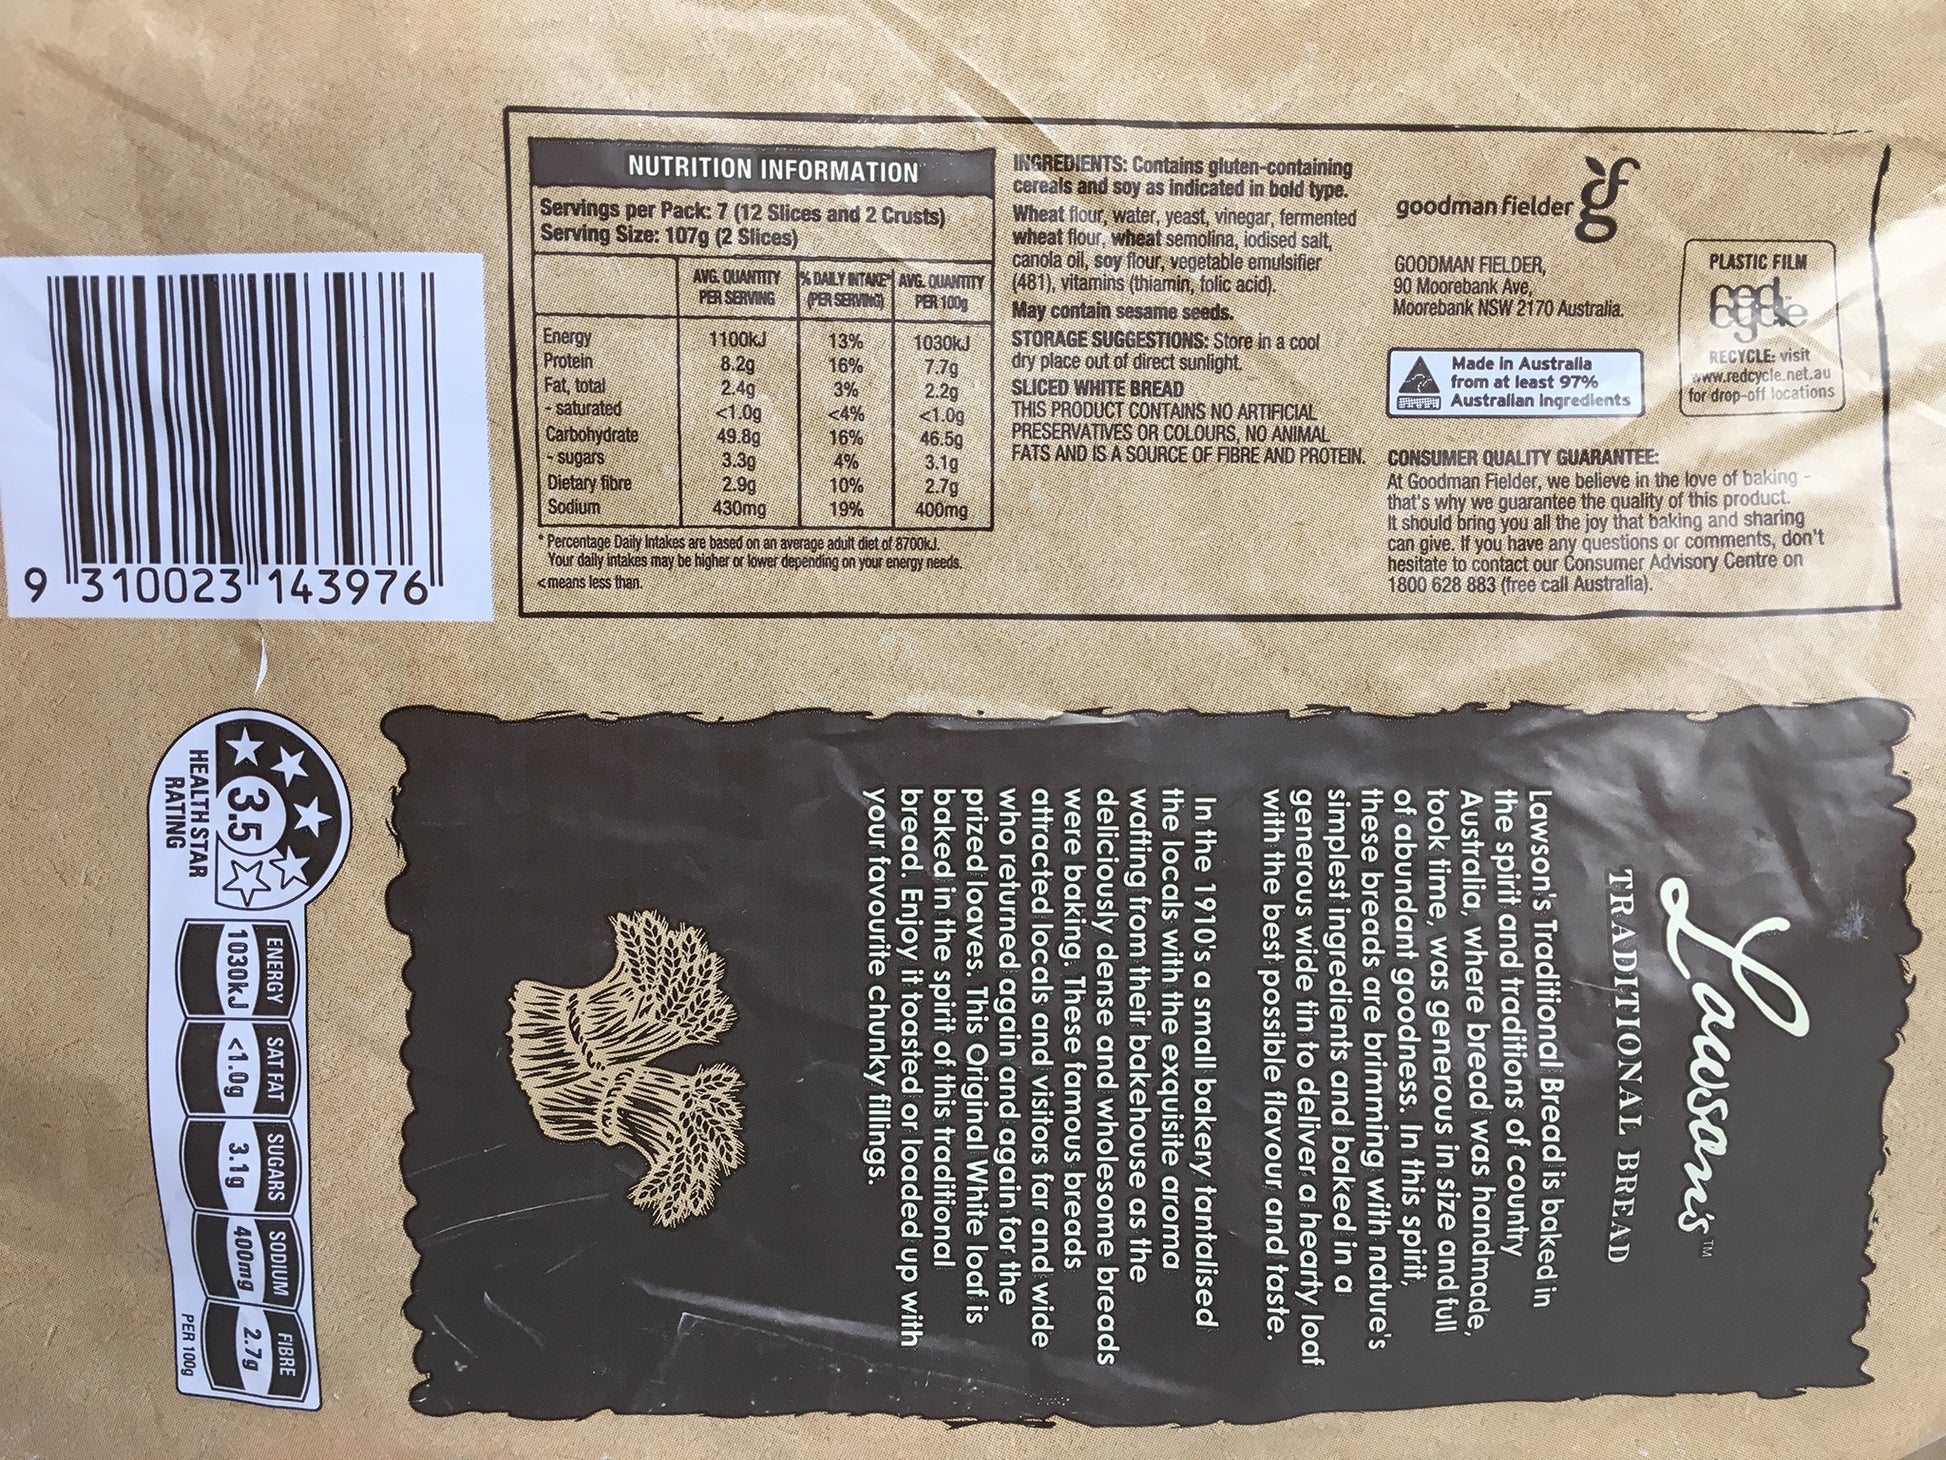 NUTRITION INFORMATION
Servings per Pack: 7 (12 Slices and 2 Crusts)
Serving Size: 107g (2 Slices)
AVG. QUANTITY PER SERVING | % DAILY INTAKE* (PER SERVING) | AVG. QUANTITY PER 100g
Energy 1100kJ 13% 1030kJ
Protein 8.2g 16% 7.7g
Fat, total 2.4g 3% 2.2g
- saturated <1.0g <4% <1.0g
Carbohydrate 49.8g 16% 46.5g
- sugars 3.3g 4% 3.1g
Dietary fibre 2.9g 10% 2.7g
Sodium 430mg 19% 400mg
* Percentage Daily Intakes are based on an average adult diet of 8700kJ.
Your daily intakes may be higher or lower depending on your energy needs.
< means less than.
INGREDIENTS: Contains gluten-containing
cereals and soy as indicated in bold type.
Wheat flour, water, yeast, vinegar, fermented
wheat flour, wheat semolina, iodised salt,
canola oil, soy flour, vegetable emulsifier
(481), vitamins (thiamin, folic acid).
May contain sesame seeds.
STORAGE SUGGESTIONS: Store in a cool
dry place out of direct sunlight.
SLICED WHITE BREAD
THIS PRODUCT CONTAINS NO ARTIFICIAL
PRESERVATIVES OR COLOURS, NO ANIMAL
FATS AND IS A SOURCE OF FIBRE AND PROTEIN.
goodman fielder
gf
GOODMAN FIELDER,
90 Moorebank Ave,
Moorebank NSW 2170 Australia.
Made in Australia
from at least 97%
Australian Ingredients
PLASTIC FILM
red
cycle
RECYCLE: visit
www.redcycle.net.au
for drop-off locations
CONSUMER QUALITY GUARANTEE:
At Goodman Fielder, we believe in the love of baking -
that's why we guarantee the quality of this product.
It should bring you all the joy that baking and sharing
can give. If you have any questions or comments, don't
hesitate to contact our Consumer Advisory Centre on
1800 628 883 (free call Australia).
9 310023 143976
Lawson's™
TRADITIONAL BREAD
Lawson's Traditional Bread is baked in
the spirit and traditions of country
Australia, where bread was handmade,
took time, was generous in size and full
of abundant goodness. In this spirit,
these breads are brimming with nature's
simplest ingredients and baked in a
generous wide tin to deliver a hearty loaf
with the best possible flavour and taste.
In the 1910's a small bakery tantalised
the locals with the exquisite aroma
wafting from their bakehouse as the
deliciously dense and wholesome breads
were baking. These famous breads
attracted locals and visitors far and wide
who returned again and again for the
prized loaves. This Original White loaf is
baked in the spirit of this traditional
bread. Enjoy it toasted or loaded up with
your favourite chunky fillings.
3.5
HEALTH STAR
RATING
ENERGY
1030kJ
SAT FAT
<1.0g
SUGARS
3.1g
SODIUM
400mg
FIBRE
2.7g
PER 100g